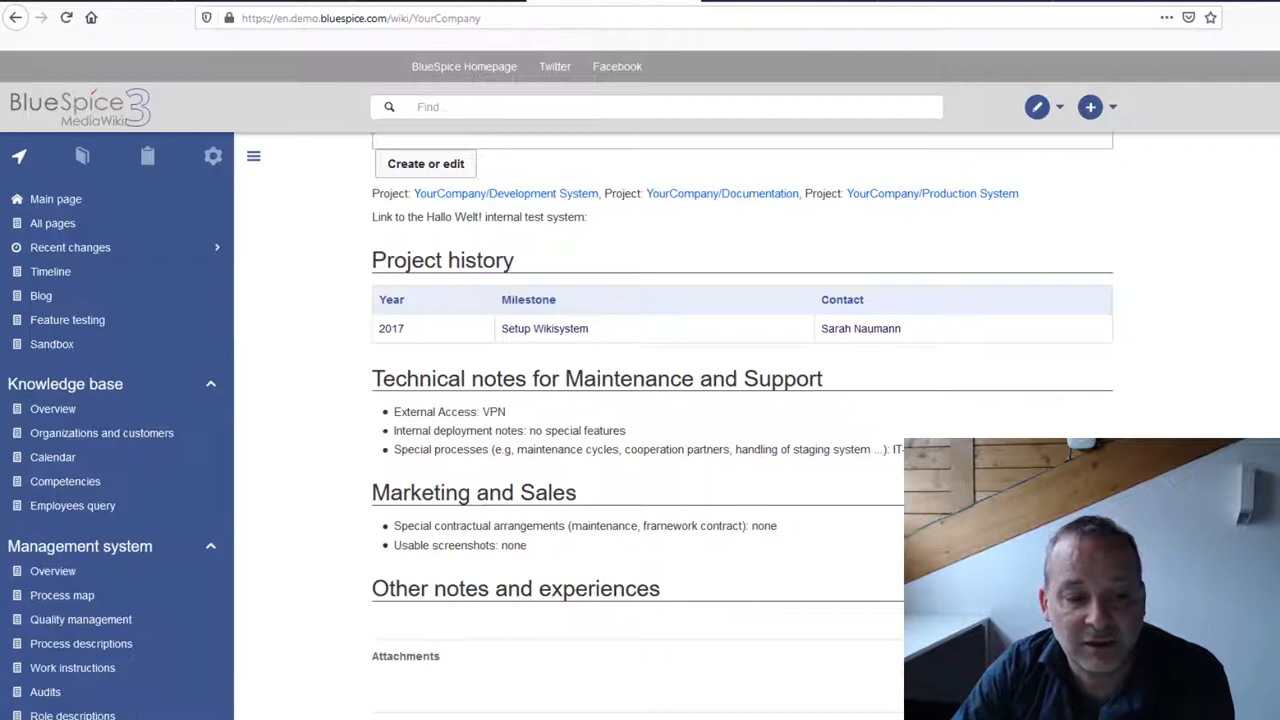 https://en.demo.bluespice.com/wiki/YourCompany
BlueSpice Homepage Twitter Facebook
BlueSpice 3
MediaWiki
Find ...
Main page
All pages
Recent changes
Timeline
Blog
Feature testing
Sandbox
Knowledge base
Overview
Organizations and customers
Calendar
Competencies
Employees query
Management system
Overview
Process map
Quality management
Process descriptions
Work instructions
Audits
Role descriptions
Create or edit
Project: YourCompany/Development System, Project: YourCompany/Documentation, Project: YourCompany/Production System
Link to the Hallo Welt! internal test system:
Project history
Year Milestone Contact
2017 Setup Wikisystem Sarah Naumann
Technical notes for Maintenance and Support
External Access: VPN
Internal deployment notes: no special features
Special processes (e.g, maintenance cycles, cooperation partners, handling of staging system ...): IT-
Marketing and Sales
Special contractual arrangements (maintenance, framework contract): none
Usable screenshots: none
Other notes and experiences
Attachments